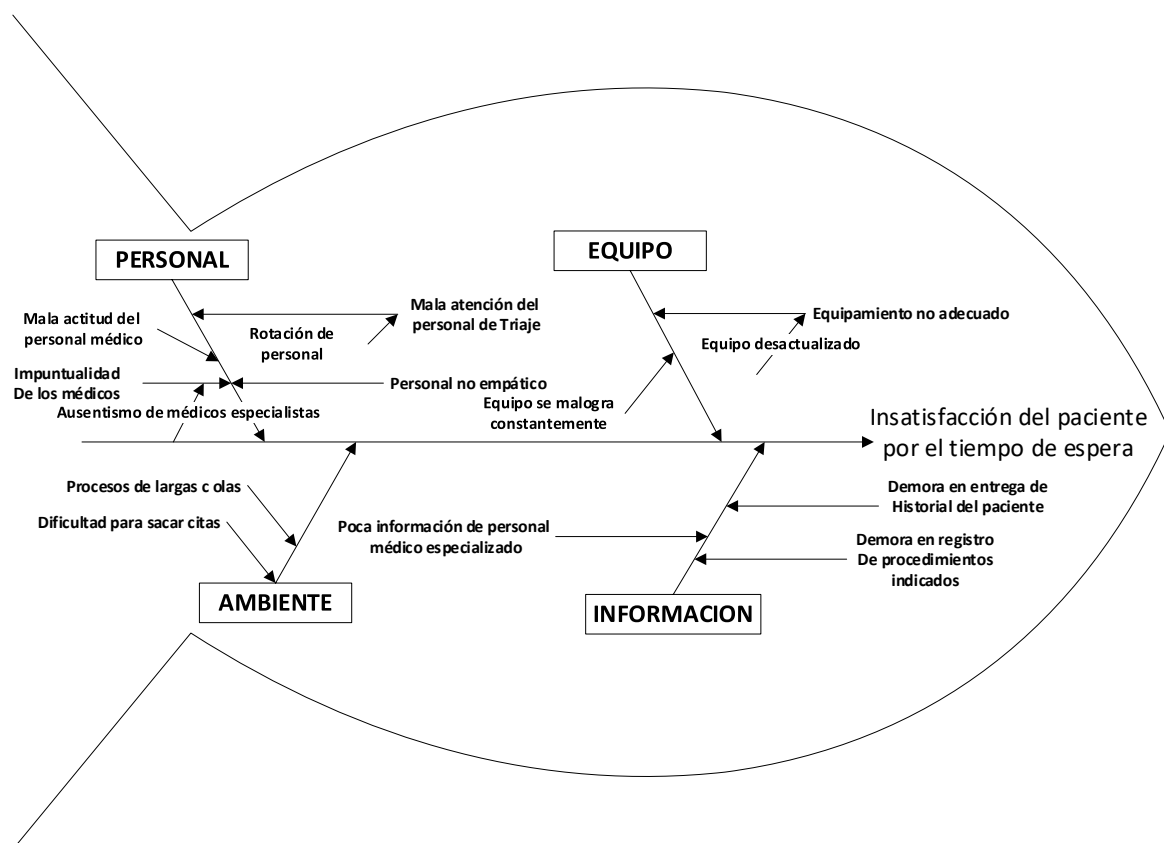 PERSONAL
EQUIPO
Mala actitud del
personal médico
Rotación de
personal
Mala atención del
personal de Triaje
Equipamiento no adecuado
Equipo desactualizado
Impuntualidad
De los médicos
Personal no empático
Ausentismo de médicos especialistas
Equipo se malogra
constantemente
Insatisfacción del paciente
por el tiempo de espera
Procesos de largas c olas
Dificultad para sacar citas
Poca información de personal
médico especializado
Demora en entrega de
Historial del paciente
Demora en registro
De procedimientos
indicados
AMBIENTE
INFORMACION